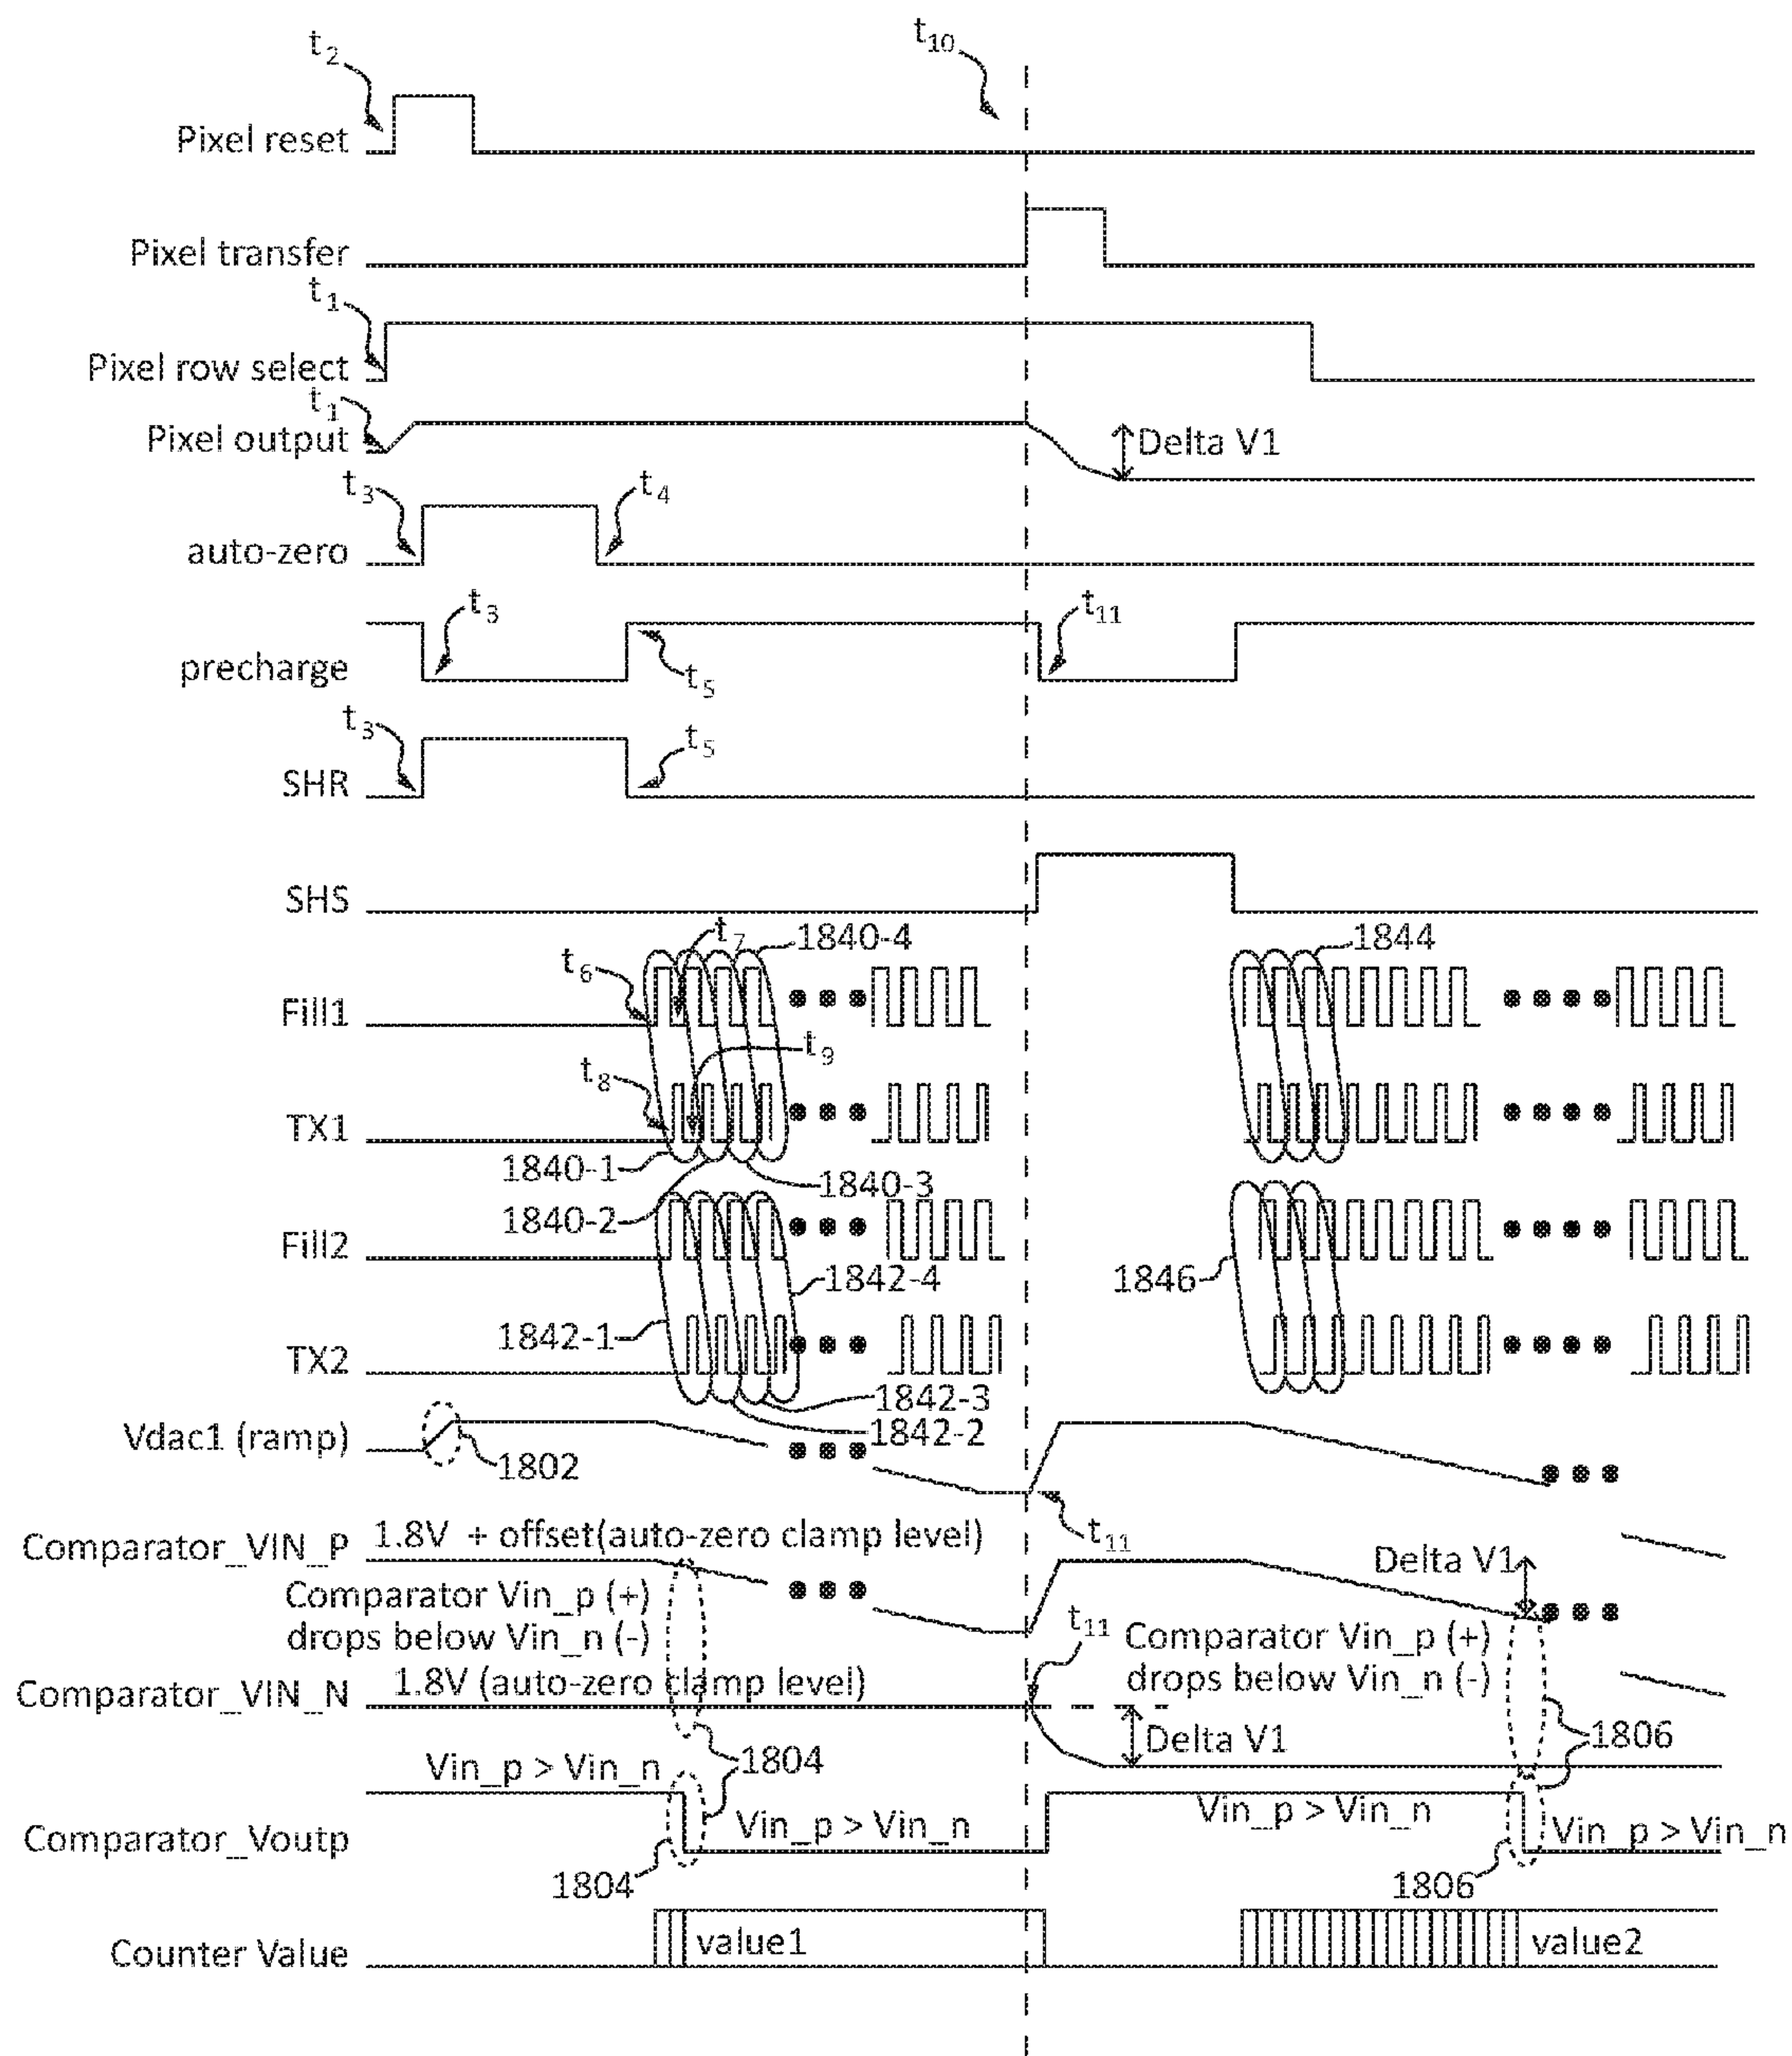 t2
t10
Pixel reset
Pixel transfer
t1
Pixel row select
t1
Pixel output
Delta V1
t3
t4
auto-zero
t3
t11
precharge
t5
t3
t5
SHR
SHS
t7
1840-4
1844
t6
Fill1
t9
t8
TX1
1840-1
1840-3
1840-2
Fill2
1842-4
1846
1842-1
TX2
1842-3
1842-2
Vdac1 (ramp)
1802
t11
1.8V + offset(auto-zero clamp level)
Comparator_VIN_P
Delta V1
Comparator Vin_p (+)
drops below Vin_n (-)
t11
Comparator Vin_p (+)
drops below Vin_n (-)
1.8V (auto-zero clamp level)
Comparator_VIN_N
Delta V1
1806
1804
Vin_p > Vin_n
Vin_p > Vin_n
Vin_p > Vin_n
Vin_p > Vin_n
Comparator_Voutp
1804
1806
value1
value2
Counter Value